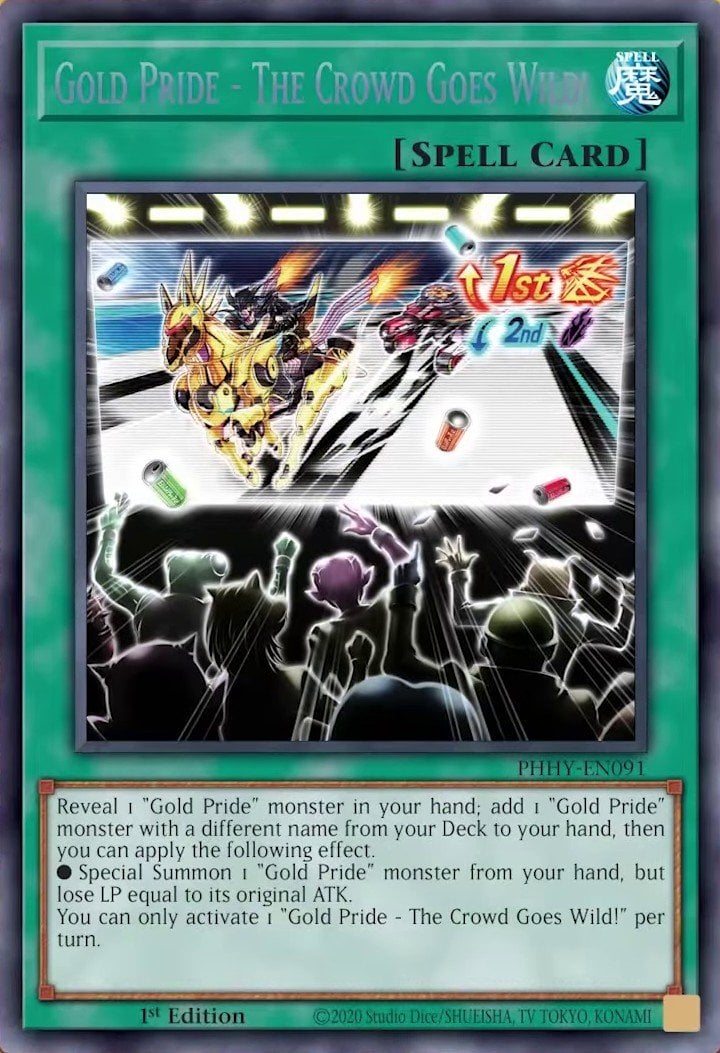 GOLD PRIDE - THE CROWD GOES WILD!
SPELL
魔
[SPELL CARD]
1st
2nd
PHHY-EN091
Reveal 1 "Gold Pride" monster in your hand; add 1 "Gold Pride"
monster with a different name from your Deck to your hand, then
you can apply the following effect.
● Special Summon 1 "Gold Pride" monster from your hand, but
lose LP equal to its original ATK.
You can only activate 1 "Gold Pride - The Crowd Goes Wild!" per
turn.
1st Edition
©2020 Studio Dice/SHUEISHA, TV TOKYO, KONAMI